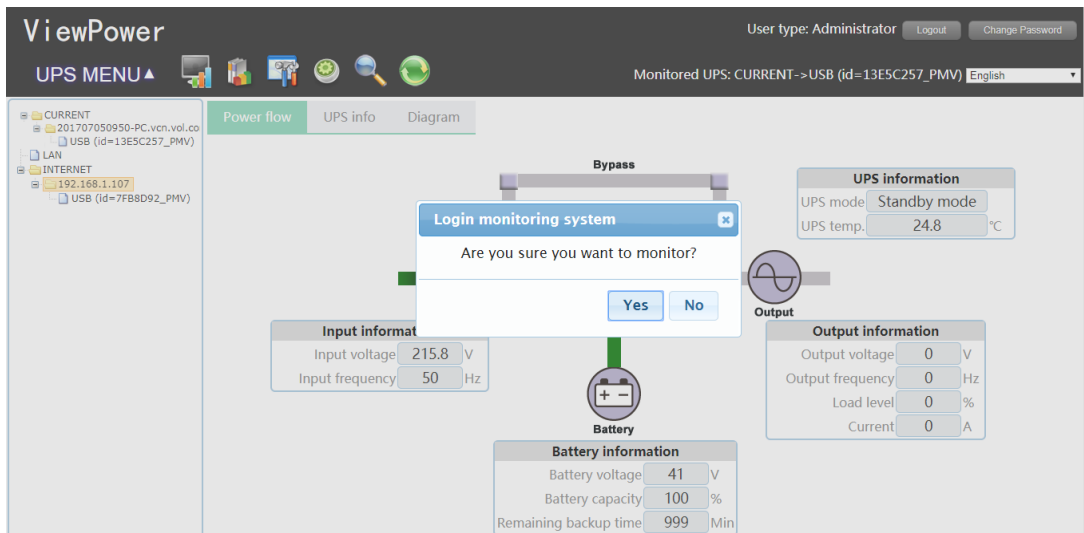 ViewPower
User type: Administrator Logout Change Password
UPS MENU▲
Monitored UPS: CURRENT->USB (id=13E5C257_PMV) English
CURRENT
201707050950-PC.vcn.vol.co
USB (id=13E5C257_PMV)
LAN
INTERNET
192.168.1.107
USB (id=7FB8D92_PMV)
Power flow UPS info Diagram
Bypass
UPS information
UPS mode Standby mode
UPS temp. 24.8 ℃
Login monitoring system
Are you sure you want to monitor?
Yes No
Output
Input informat
Input voltage 215.8 V
Input frequency 50 Hz
Output information
Output voltage 0 V
Output frequency 0 Hz
Load level 0 %
Current 0 A
Battery
Battery information
Battery voltage 41 V
Battery capacity 100 %
Remaining backup time 999 Min